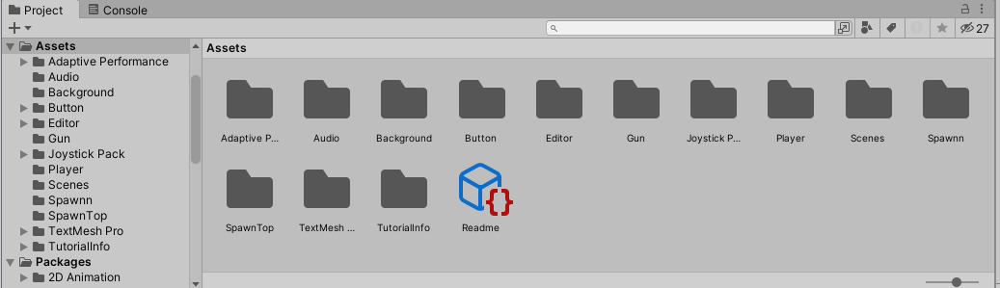 Project
Console
27
Assets
Adaptive Performance
Audio
Background
Button
Editor
Gun
Joystick Pack
Player
Scenes
Spawnn
SpawnTop
TextMesh Pro
TutorialInfo
Packages
2D Animation
Assets
Adaptive P...
Audio
Background
Button
Editor
Gun
Joystick P...
Player
Scenes
Spawnn
SpawnTop
TextMesh ...
TutorialInfo
Readme